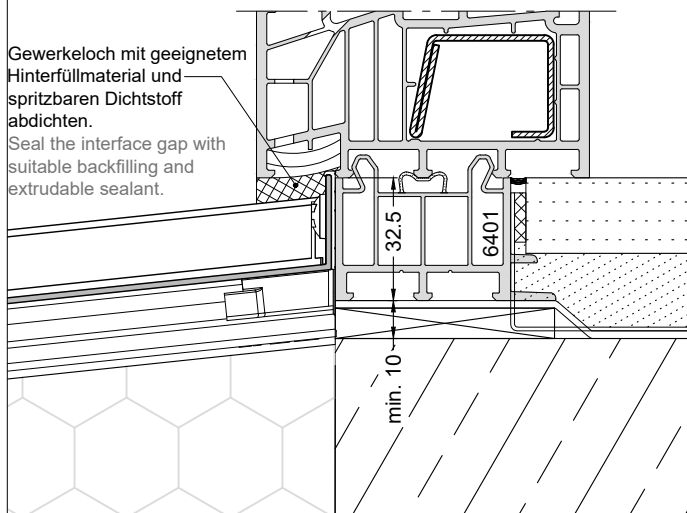 Gewerkeloch mit geeignetem
Hinterfüllmaterial und
spritzbaren Dichtstoff
abdichten.
Seal the interface gap with
suitable backfilling and
extrudable sealant.
32.5
6401
min. 10